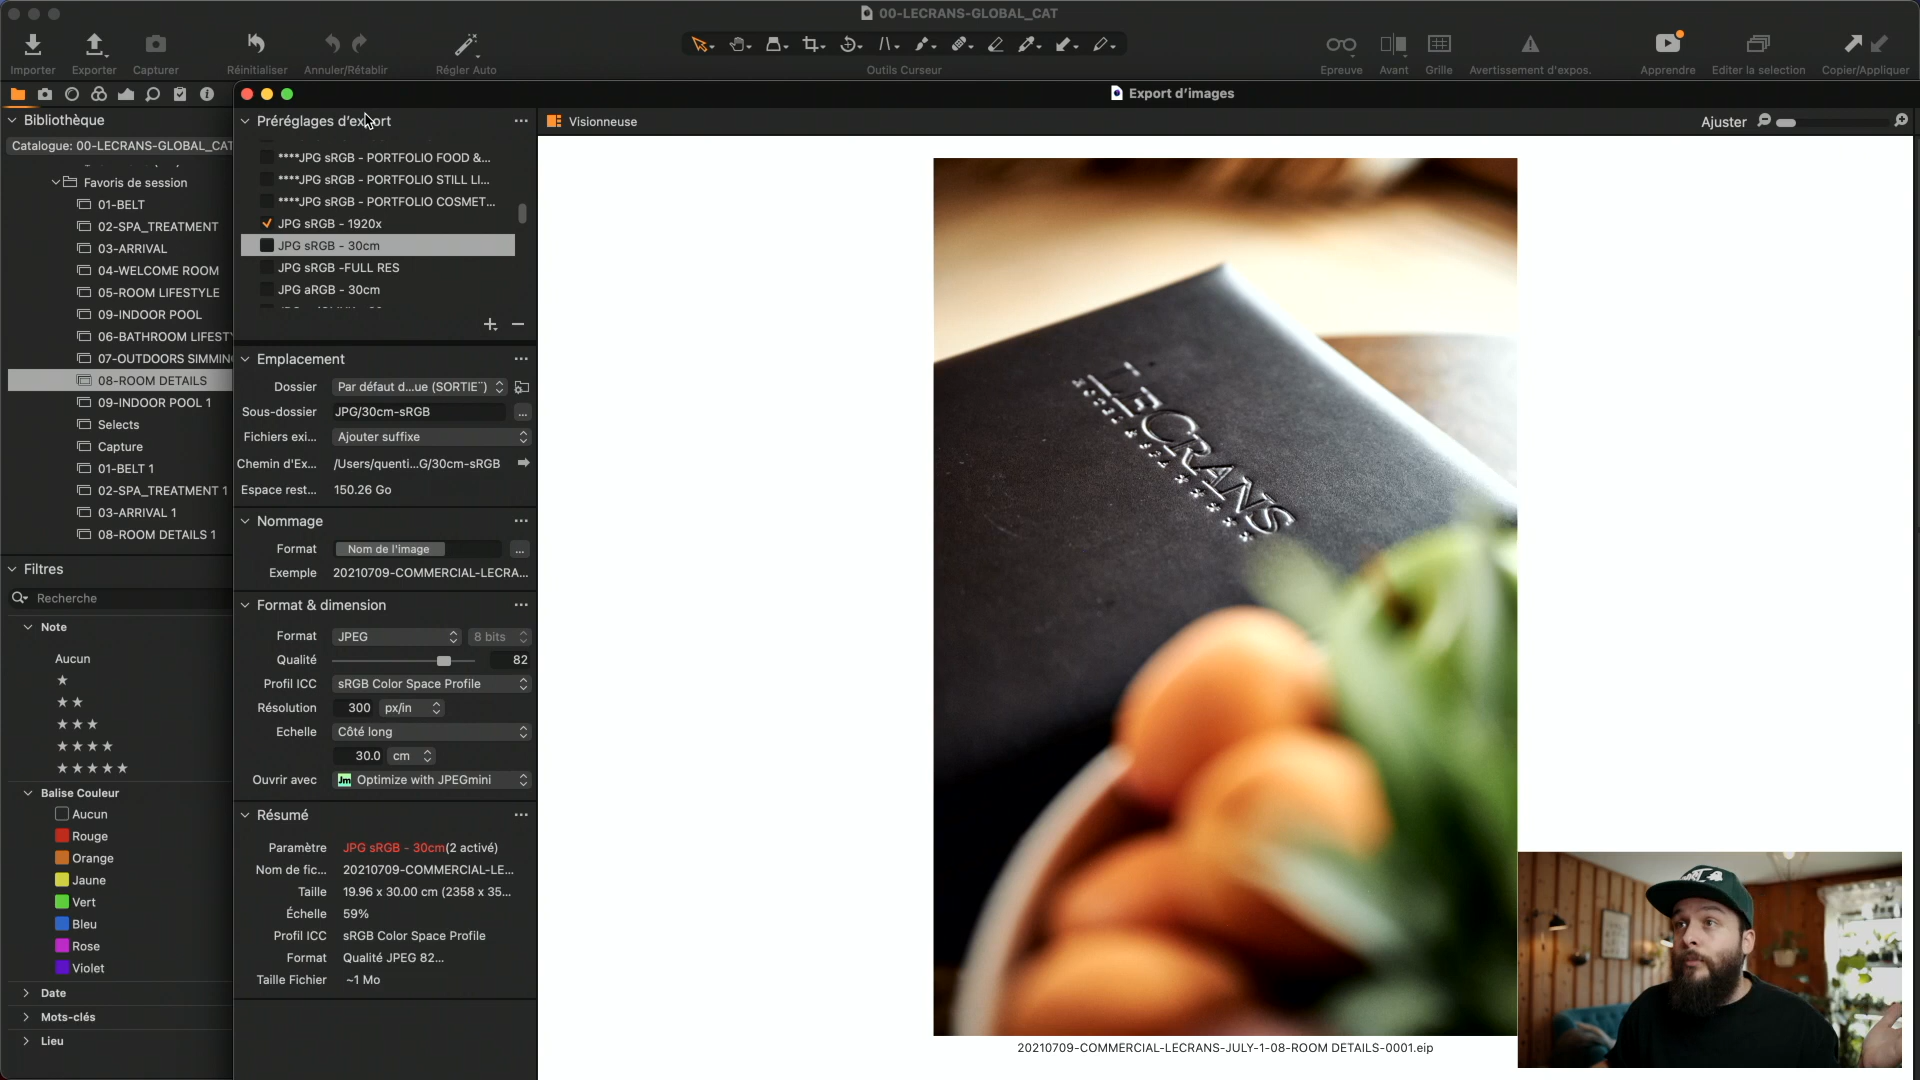 00-LECRANS-GLOBAL_CAT
Importer
Exporter
Capturer
Réinitialiser
Annuler/Rétablir
Régler Auto
Outils Curseur
Epreuve
Avant
Grille
Avertissement d'expos.
Apprendre
Editer la selection
Copier/Appliquer
Export d'images
Bibliothèque
Catalogue: 00-LECRANS-GLOBAL_CAT
Favoris de session
01-BELT
02-SPA_TREATMENT
03-ARRIVAL
04-WELCOME ROOM
05-ROOM LIFESTYLE
09-INDOOR POOL
06-BATHROOM LIFEST
07-OUTDOORS SIMMIN
08-ROOM DETAILS
09-INDOOR POOL 1
Selects
Capture
01-BELT 1
02-SPA_TREATMENT 1
03-ARRIVAL 1
08-ROOM DETAILS 1
Filtres
Recherche
Note
Aucun
★
★★
★★★
★★★★
★★★★★
Balise Couleur
Aucun
Rouge
Orange
Jaune
Vert
Bleu
Rose
Violet
Date
Mots-clés
Lieu
Préréglages d'export
****JPG sRGB - PORTFOLIO FOOD &...
****JPG sRGB - PORTFOLIO STILL LI...
****JPG sRGB - PORTFOLIO COSMET...
JPG sRGB - 1920x
JPG sRGB - 30cm
JPG sRGB -FULL RES
JPG aRGB - 30cm
Emplacement
Dossier Par défaut d...ue (SORTIE¨)
Sous-dossier JPG/30cm-sRGB ...
Fichiers exi... Ajouter suffixe
Chemin d'Ex... /Users/quenti...G/30cm-sRGB
Espace rest... 150.26 Go
Nommage
Format Nom de l'image ...
Exemple 20210709-COMMERCIAL-LECRA...
Format & dimension
Format JPEG 8 bits
Qualité 82
Profil ICC sRGB Color Space Profile
Résolution 300 px/in
Echelle Côté long
30.0 cm
Ouvrir avec Jm Optimize with JPEGmini
Résumé
Paramètre JPG sRGB - 30cm(2 activé)
Nom de fic... 20210709-COMMERCIAL-LE...
Taille 19.96 x 30.00 cm (2358 x 35...
Échelle 59%
Profil ICC sRGB Color Space Profile
Format Qualité JPEG 82...
Taille Fichier ~1 Mo
Visionneuse
Ajuster
LECRANS
20210709-COMMERCIAL-LECRANS-JULY-1-08-ROOM DETAILS-0001.eip